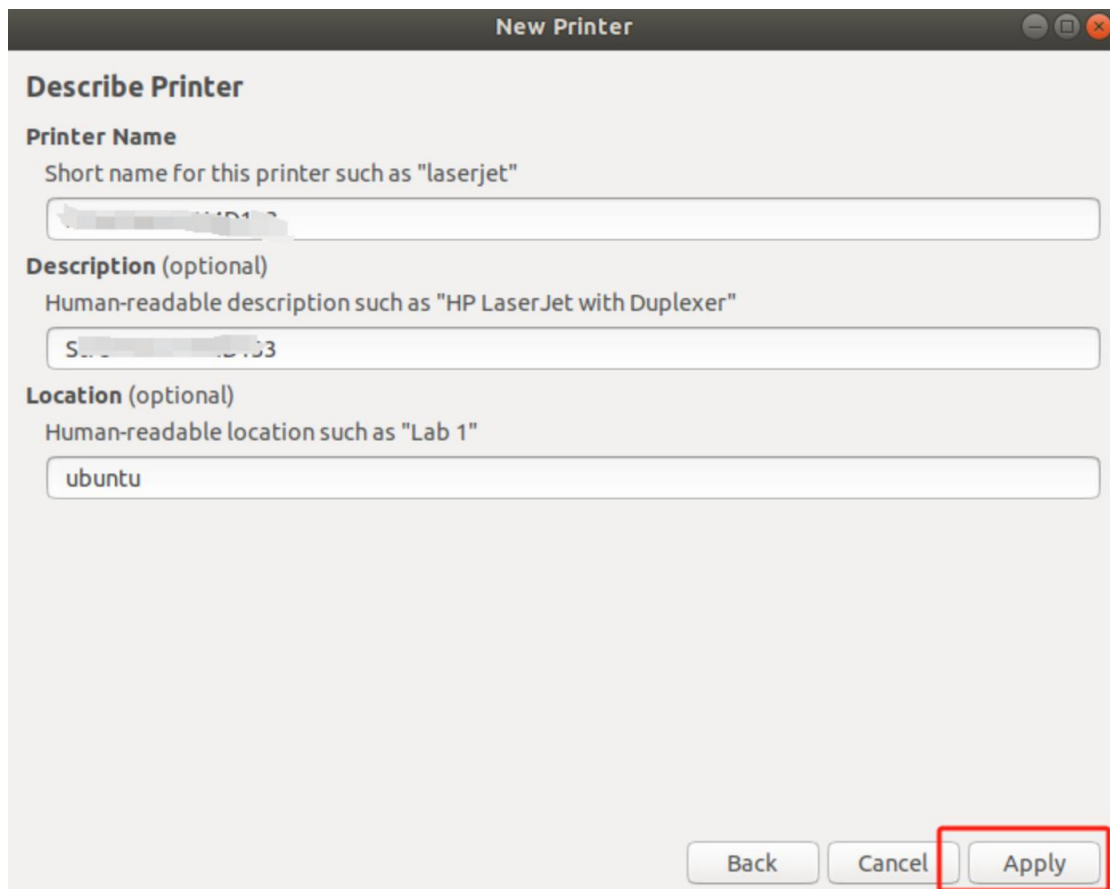 New Printer
Describe Printer
Printer Name
Short name for this printer such as "laserjet"
Description (optional)
Human-readable description such as "HP LaserJet with Duplexer"
Location (optional)
Human-readable location such as "Lab 1"
ubuntu
Back Cancel Apply